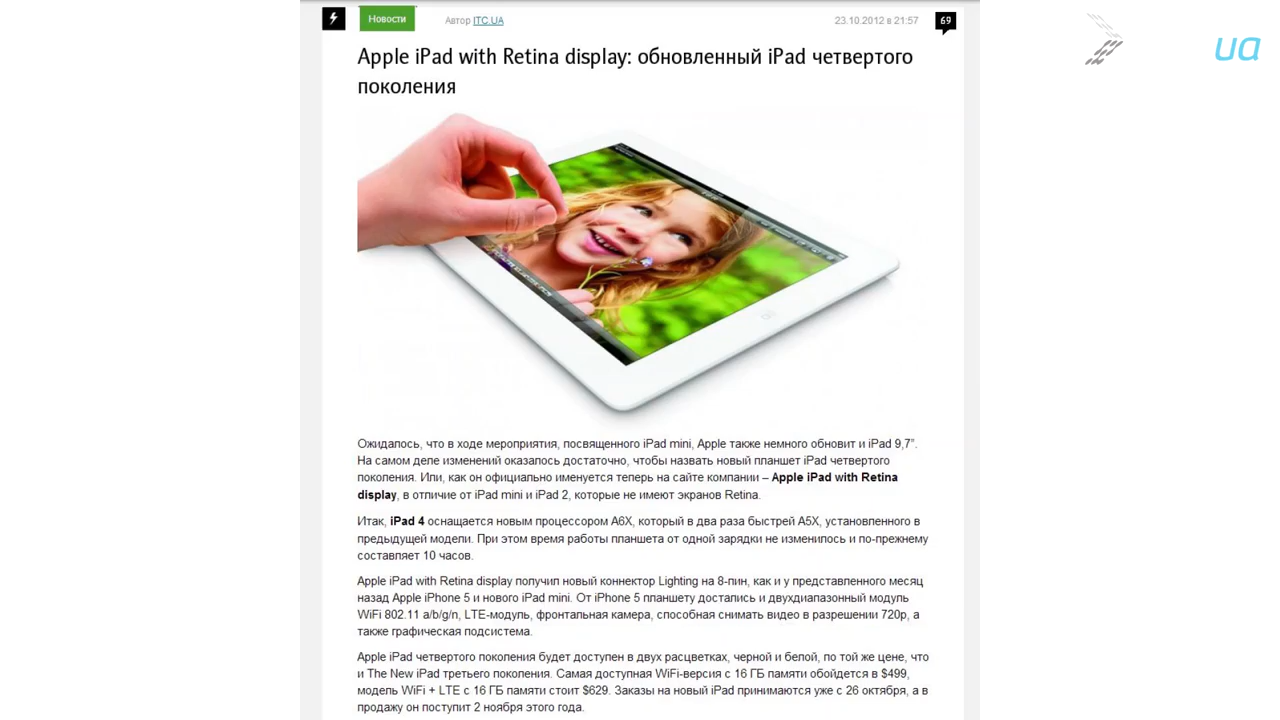 Новости
Автор ITC.UA
23.10.2012 в 21:57
69
ua
Apple iPad with Retina display: обновленный iPad четвертого
поколения
Ожидалось, что в ходе мероприятия, посвященного iPad mini, Apple также немного обновит и iPad 9,7”.
На самом деле изменений оказалось достаточно, чтобы назвать новый планшет iPad четвертого
поколения. Или, как он официально именуется теперь на сайте компании – Apple iPad with Retina
display, в отличие от iPad mini и iPad 2, которые не имеют экранов Retina.
Итак, iPad 4 оснащается новым процессором A6X, который в два раза быстрей A5X, установленного в
предыдущей модели. При этом время работы планшета от одной зарядки не изменилось и по-прежнему
составляет 10 часов.
Apple iPad with Retina display получил новый коннектор Lighting на 8-пин, как и у представленного месяц
назад Apple iPhone 5 и нового iPad mini. От iPhone 5 планшету достались и двухдиапазонный модуль
WiFi 802.11 a/b/g/n, LTE-модуль, фронтальная камера, способная снимать видео в разрешении 720p, а
также графическая подсистема.
Apple iPad четвертого поколения будет доступен в двух расцветках, черной и белой, по той же цене, что
и The New iPad третьего поколения. Самая доступная WiFi-версия с 16 ГБ памяти обойдется в $499,
модель WiFi + LTE с 16 ГБ памяти стоит $629. Заказы на новый iPad принимаются уже с 26 октября, а в
продажу он поступит 2 ноября этого года.